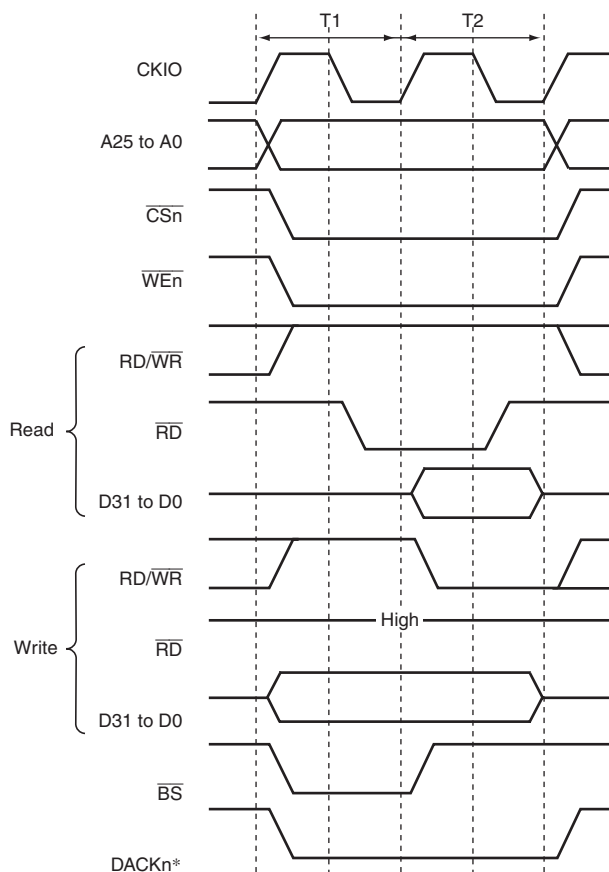 T1 T2
CKIO
A25 to A0
CSn
WEn
Read
RD/WR
RD
D31 to D0
Write
RD/WR
High
RD
D31 to D0
BS
DACKn*